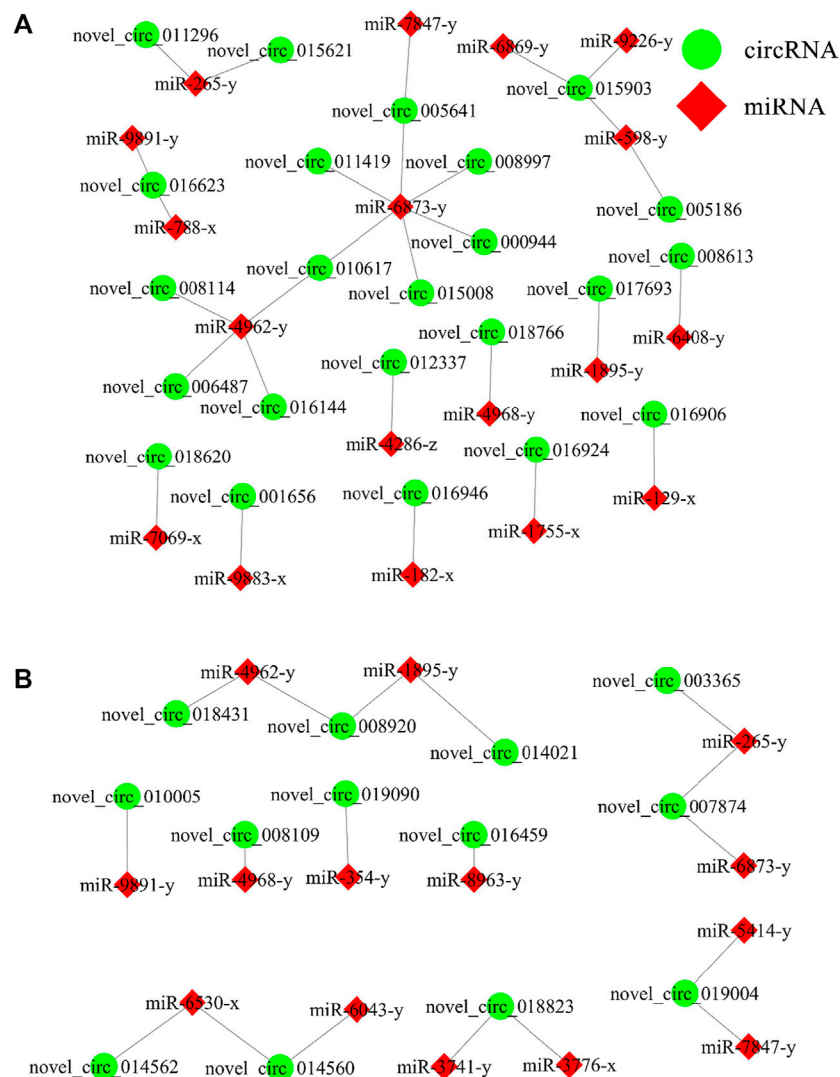 A
novel_circ_011296
novel_circ_015621
miR-265-y
miR-7847-y
miR-6869-y
miR-9226-y
circRNA
novel_circ_015903
miRNA
novel_circ_005641
miR-9891-y
miR-598-y
novel_circ_011419
novel_circ_008997
novel_circ_016623
miR-6873-y
novel_circ_005186
miR-788-x
novel_circ_000944
novel_circ_008613
novel_circ_010617
novel_circ_008114
novel_circ_015008
novel_circ_017693
miR-4962-y
novel_circ_018766
miR-6408-y
novel_circ_012337
miR-1895-y
novel_circ_006487
novel_circ_016144
miR-4968-y
novel_circ_016906
miR-4286-z
novel_circ_018620
novel_circ_016924
novel_circ_001656
novel_circ_016946
miR-129-x
miR-7069-x
miR-1755-x
miR-9883-x
miR-182-x
B
miR-4962-y
miR-1895-y
novel_circ_003365
novel_circ_018431
novel_circ_008920
miR-265-y
novel_circ_014021
novel_circ_010005
novel_circ_019090
novel_circ_007874
novel_circ_008109
novel_circ_016459
miR-6873-y
miR-9891-y
miR-4968-y
miR-354-y
miR-8963-y
miR-5414-y
novel_circ_019004
miR-6530-x
miR-6043-y
novel_circ_018823
miR-7847-y
novel_circ_014562
novel_circ_014560
miR-3741-y
miR-3776-x